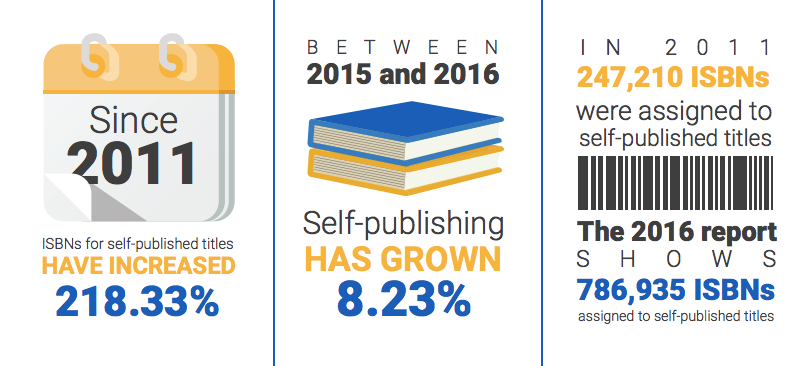 Since
2011
ISBNs for self-published titles
HAVE INCREASED
218.33%
BETWEEN
2015 and 2016
Self-publishing
HAS GROWN
8.23%
IN 2011
247,210 ISBNs
were assigned to
self-published titles
The 2016 report
SHOWS
786,935 ISBNs
assigned to self-published titles